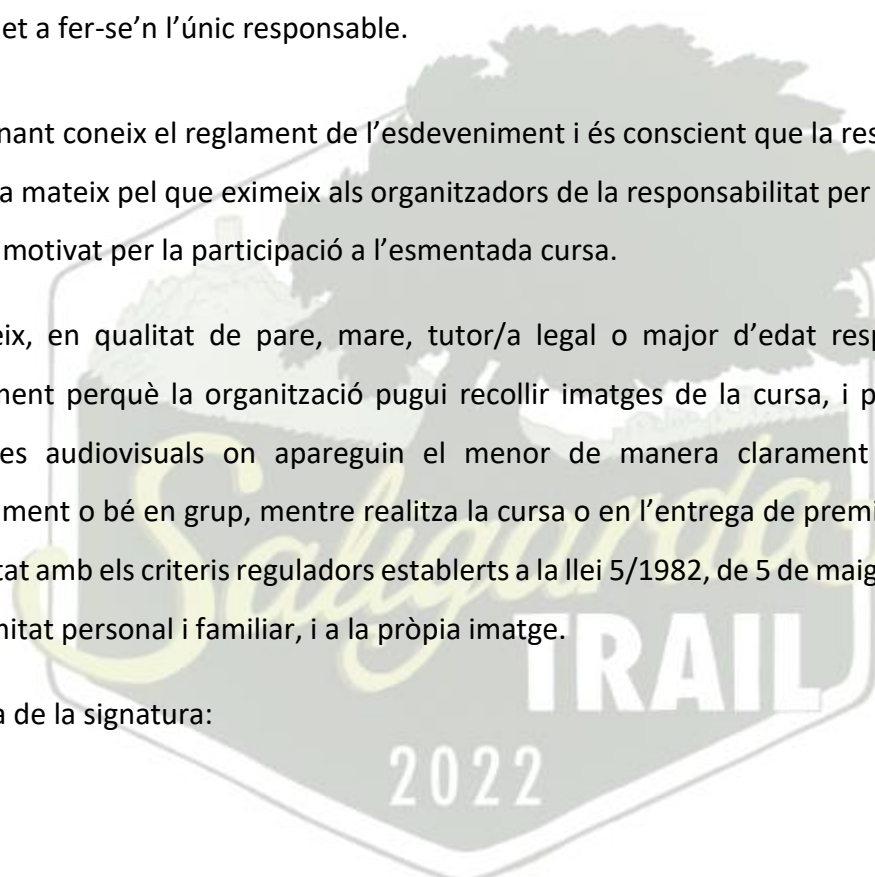 et a fer-se’n l’únic responsable.
nant coneix el reglament de l’esdeveniment i és conscient que la res
a mateix pel que eximeix als organitzadors de la responsabilitat per
motivat per la participació a l’esmentada cursa.
eix, en qualitat de pare, mare, tutor/a legal o major d’edat resp
ment perquè la organització pugui recollir imatges de la cursa, i p
es audiovisuals on apareguin el menor de manera clarament
ment o bé en grup, mentre realitza la cursa o en l’entrega de premi
tat amb els criteris reguladors establerts a la llei 5/1982, de 5 de maig
mitat personal i familiar, i a la pròpia imatge.
a de la signatura:
Saligarda
TRAIL
2022